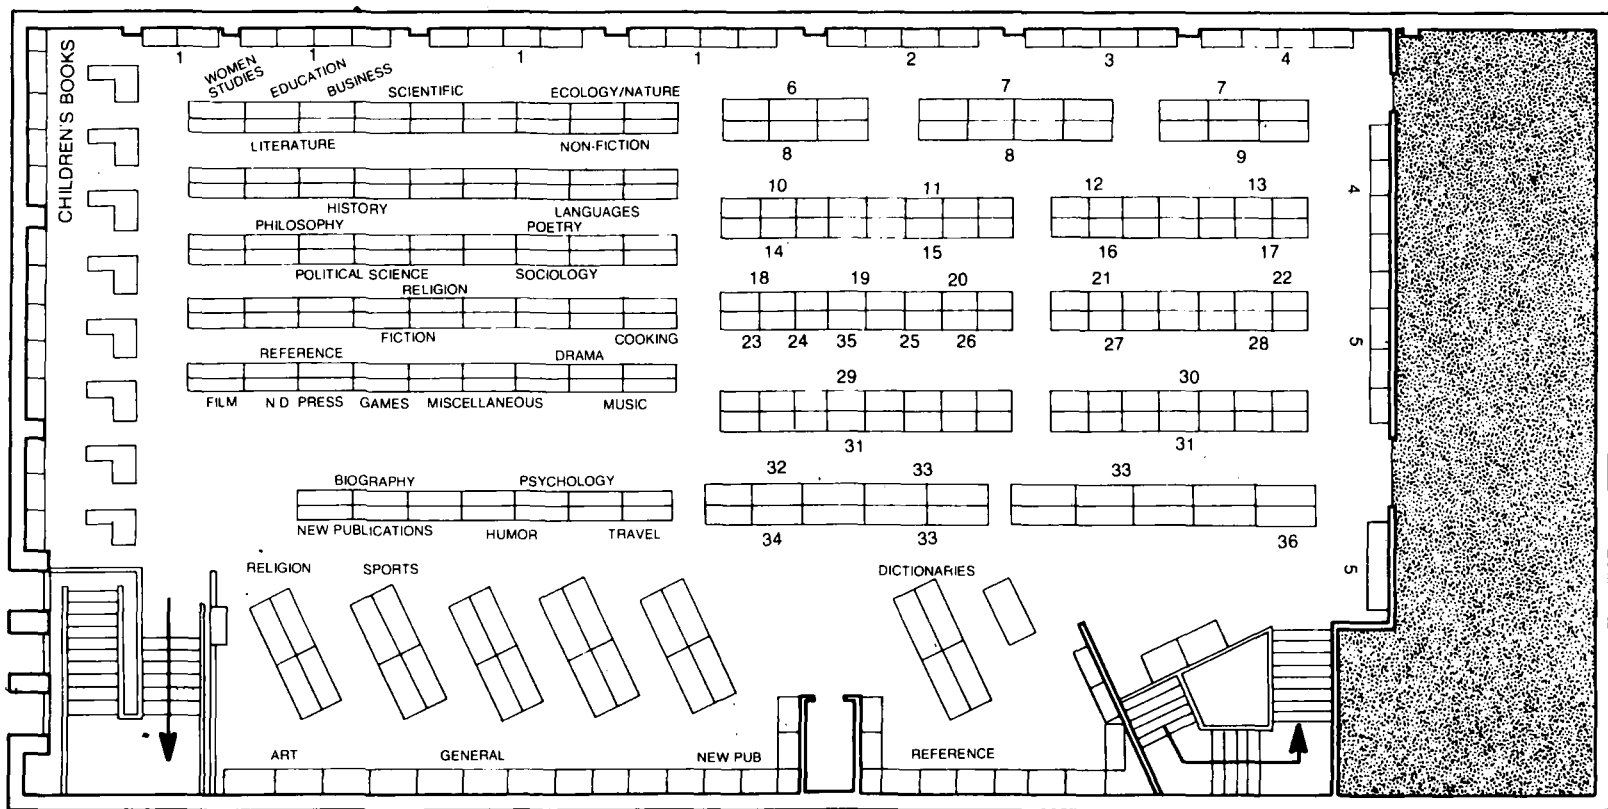 CHILDREN'S BOOKS
1 1 1 1 2 3 4
WOMEN
STUDIES
EDUCATION
BUSINESS
SCIENTIFIC
ECOLOGY/NATURE
6 7 7
LITERATURE
NON-FICTION
8 8 9
10 11 12 13
4
HISTORY
LANGUAGES
PHILOSOPHY
POETRY
14 15 16 17
POLITICAL SCIENCE
SOCIOLOGY
18 19 20 21 22
RELIGION
FICTION
COOKING
23 24 35 25 26 27 28
5
REFERENCE
DRAMA
29 30
FILM
N D PRESS
GAMES
MISCELLANEOUS
MUSIC
31 31
BIOGRAPHY
PSYCHOLOGY
32 33 33
NEW PUBLICATIONS
HUMOR
TRAVEL
34 33 36
RELIGION
SPORTS
DICTIONARIES
5
ART
GENERAL
NEW PUB
REFERENCE